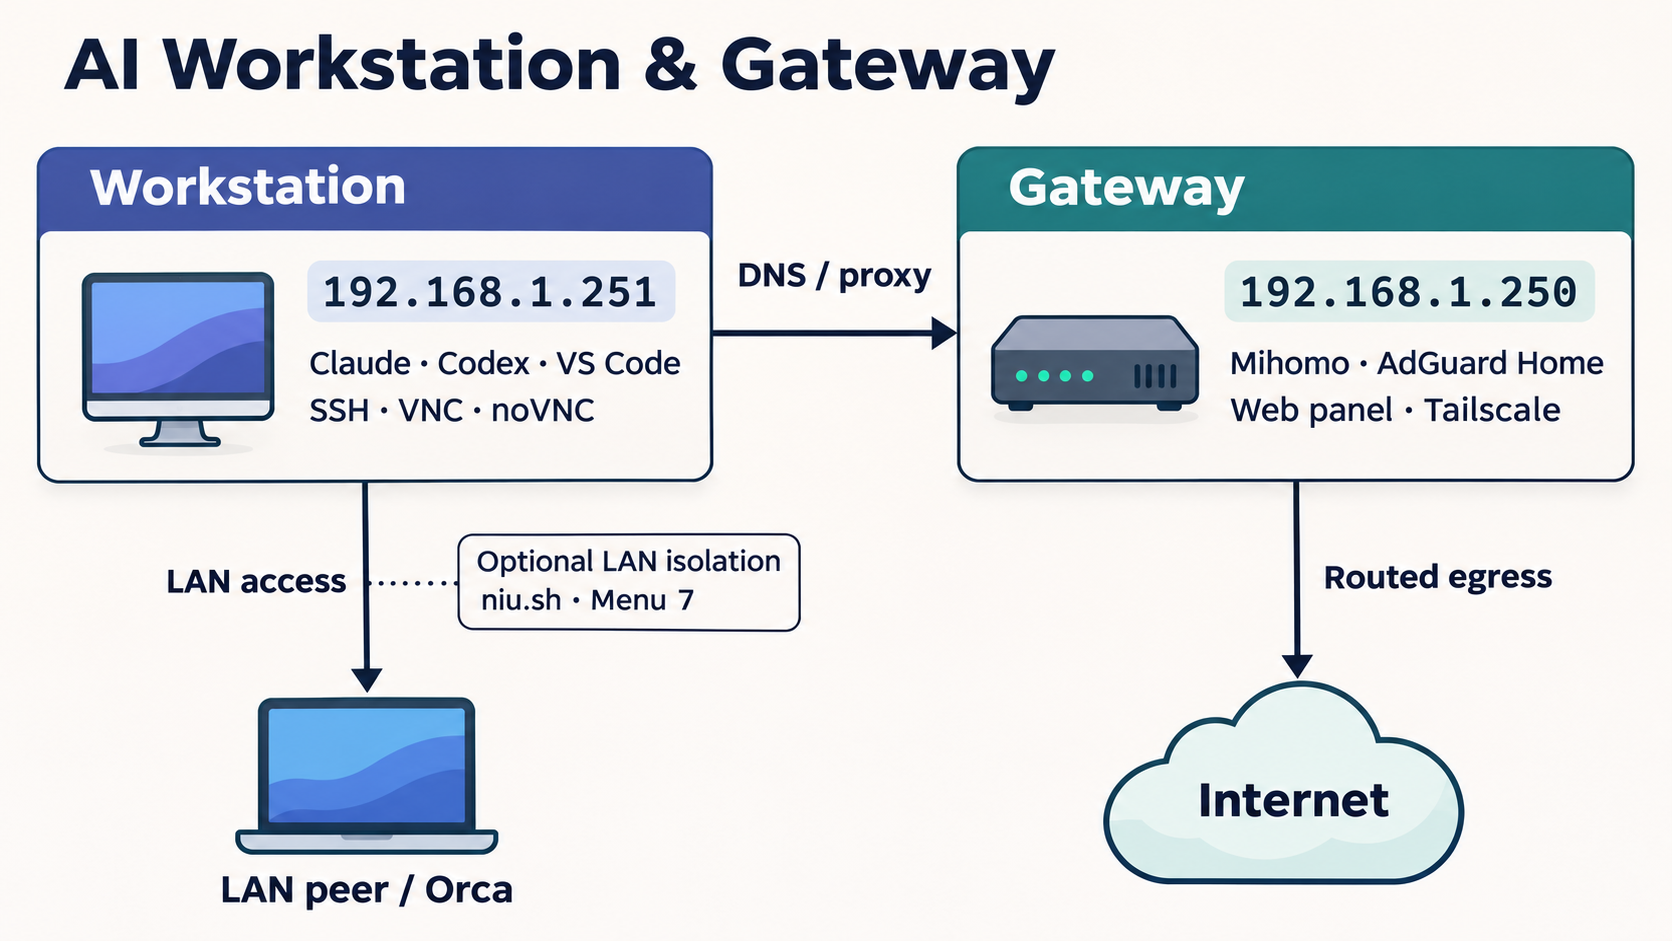 AI Workstation & Gateway
Workstation
192.168.1.251
Claude · Codex · VS Code
SSH · VNC · noVNC
DNS / proxy
Gateway
192.168.1.250
Mihomo · AdGuard Home
Web panel · Tailscale
LAN access
Optional LAN isolation
niu.sh · Menu 7
Routed egress
LAN peer / Orca
Internet